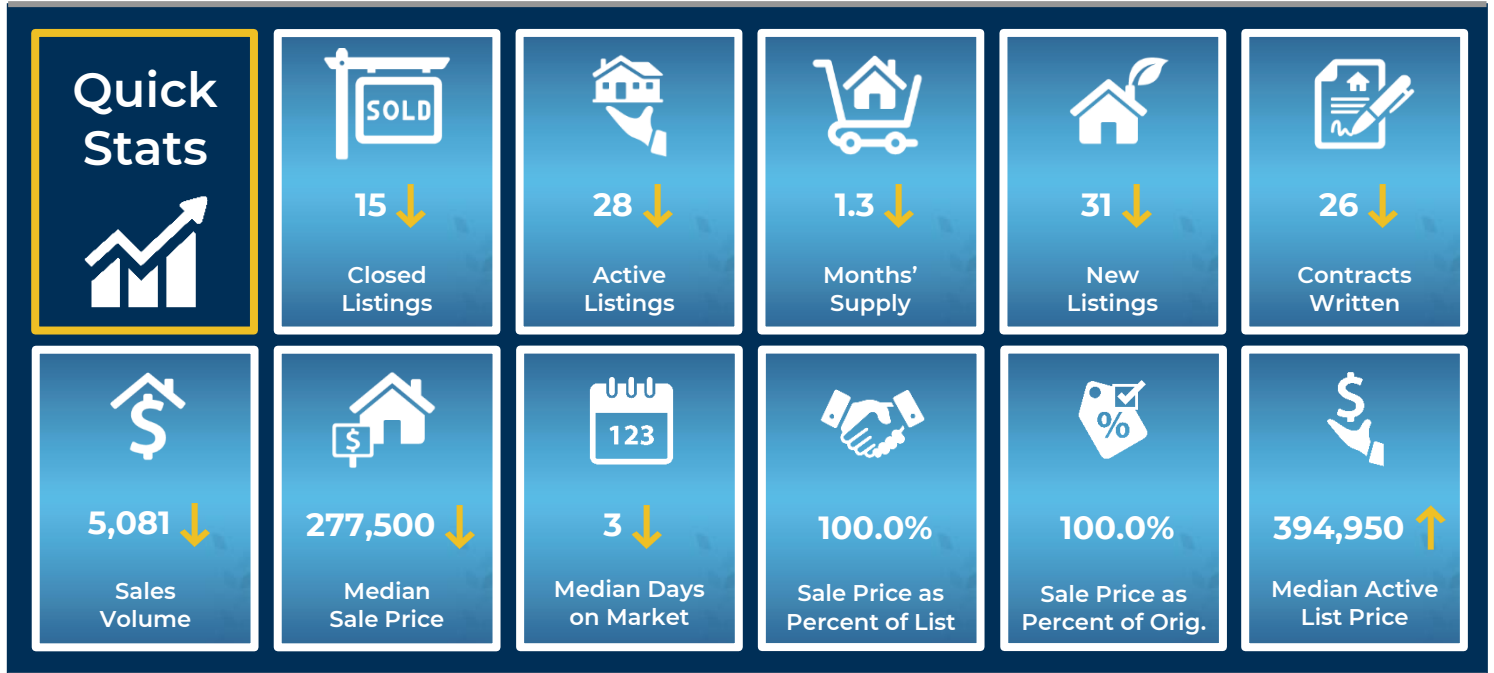 Quick
Stats
SOLD
15
Closed
Listings
28
Active
Listings
1.3
Months’
Supply
31
New
Listings
26
Contracts
Written
$
5,081
Sales
Volume
$
277,500
Median
Sale Price
123
3
Median Days
on Market
100.0%
Sale Price as
Percent of List
%
100.0%
Sale Price as
Percent of Orig.
$
394,950
Median Active
List Price